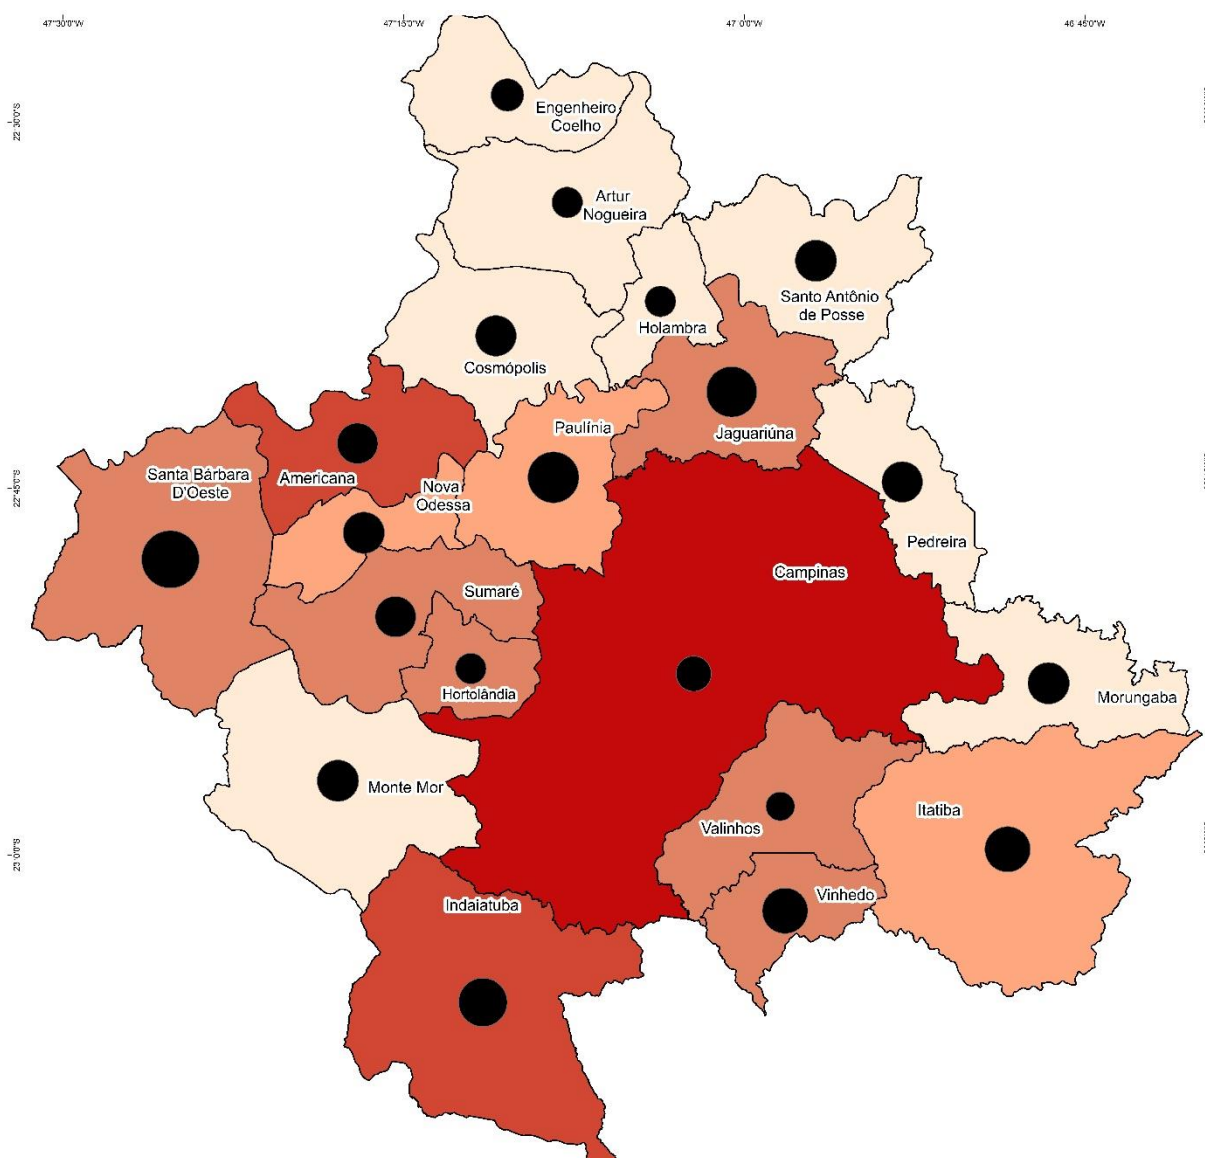 47°30'0"W
47°15'0"W
47°0'0"W
46°45'0"W
22°30'0"S
Engenheiro
Coelho
Artur
Nogueira
Santo Antônio
de Posse
Holambra
Cosmópolis
Paulínia
Jaguariúna
Santa Bárbara
D'Oeste
Americana
Nova
Odessa
22°45'0"S
Pedreira
Campinas
Sumaré
Hortolândia
Morungaba
Monte Mor
Itatiba
Valinhos
23°0'0"S
Vinhedo
Indaiatuba